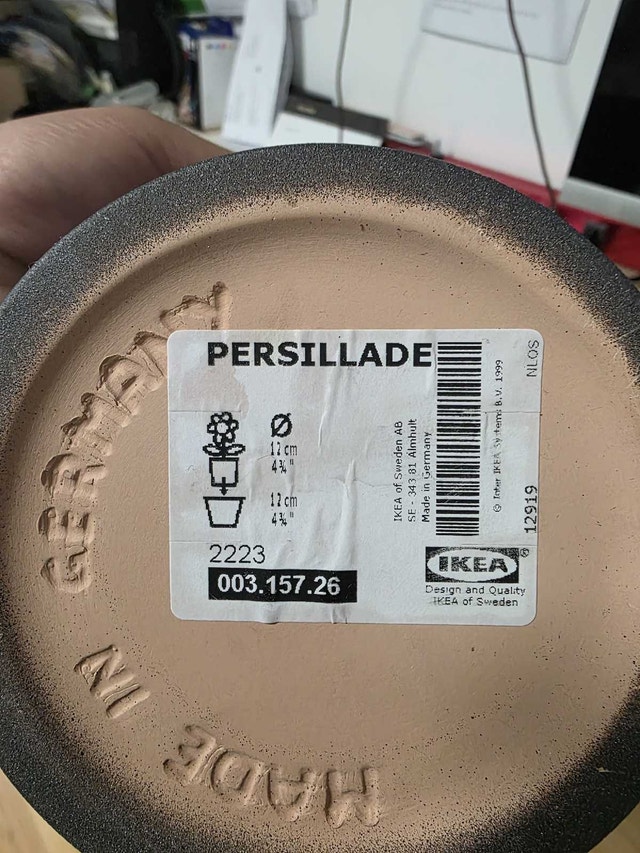 PERSILLADE
Ø
12 cm
4¾"
12 cm
4¾"
2223
003.157.26
IKEA of Sweden AB
SE - 343 81 Älmhult
Made in Germany
© Inter IKEA Systems B.V. 1999
12919
NLOS
IKEA®
Design and Quality
IKEA of Sweden
MADE IN GERMANY